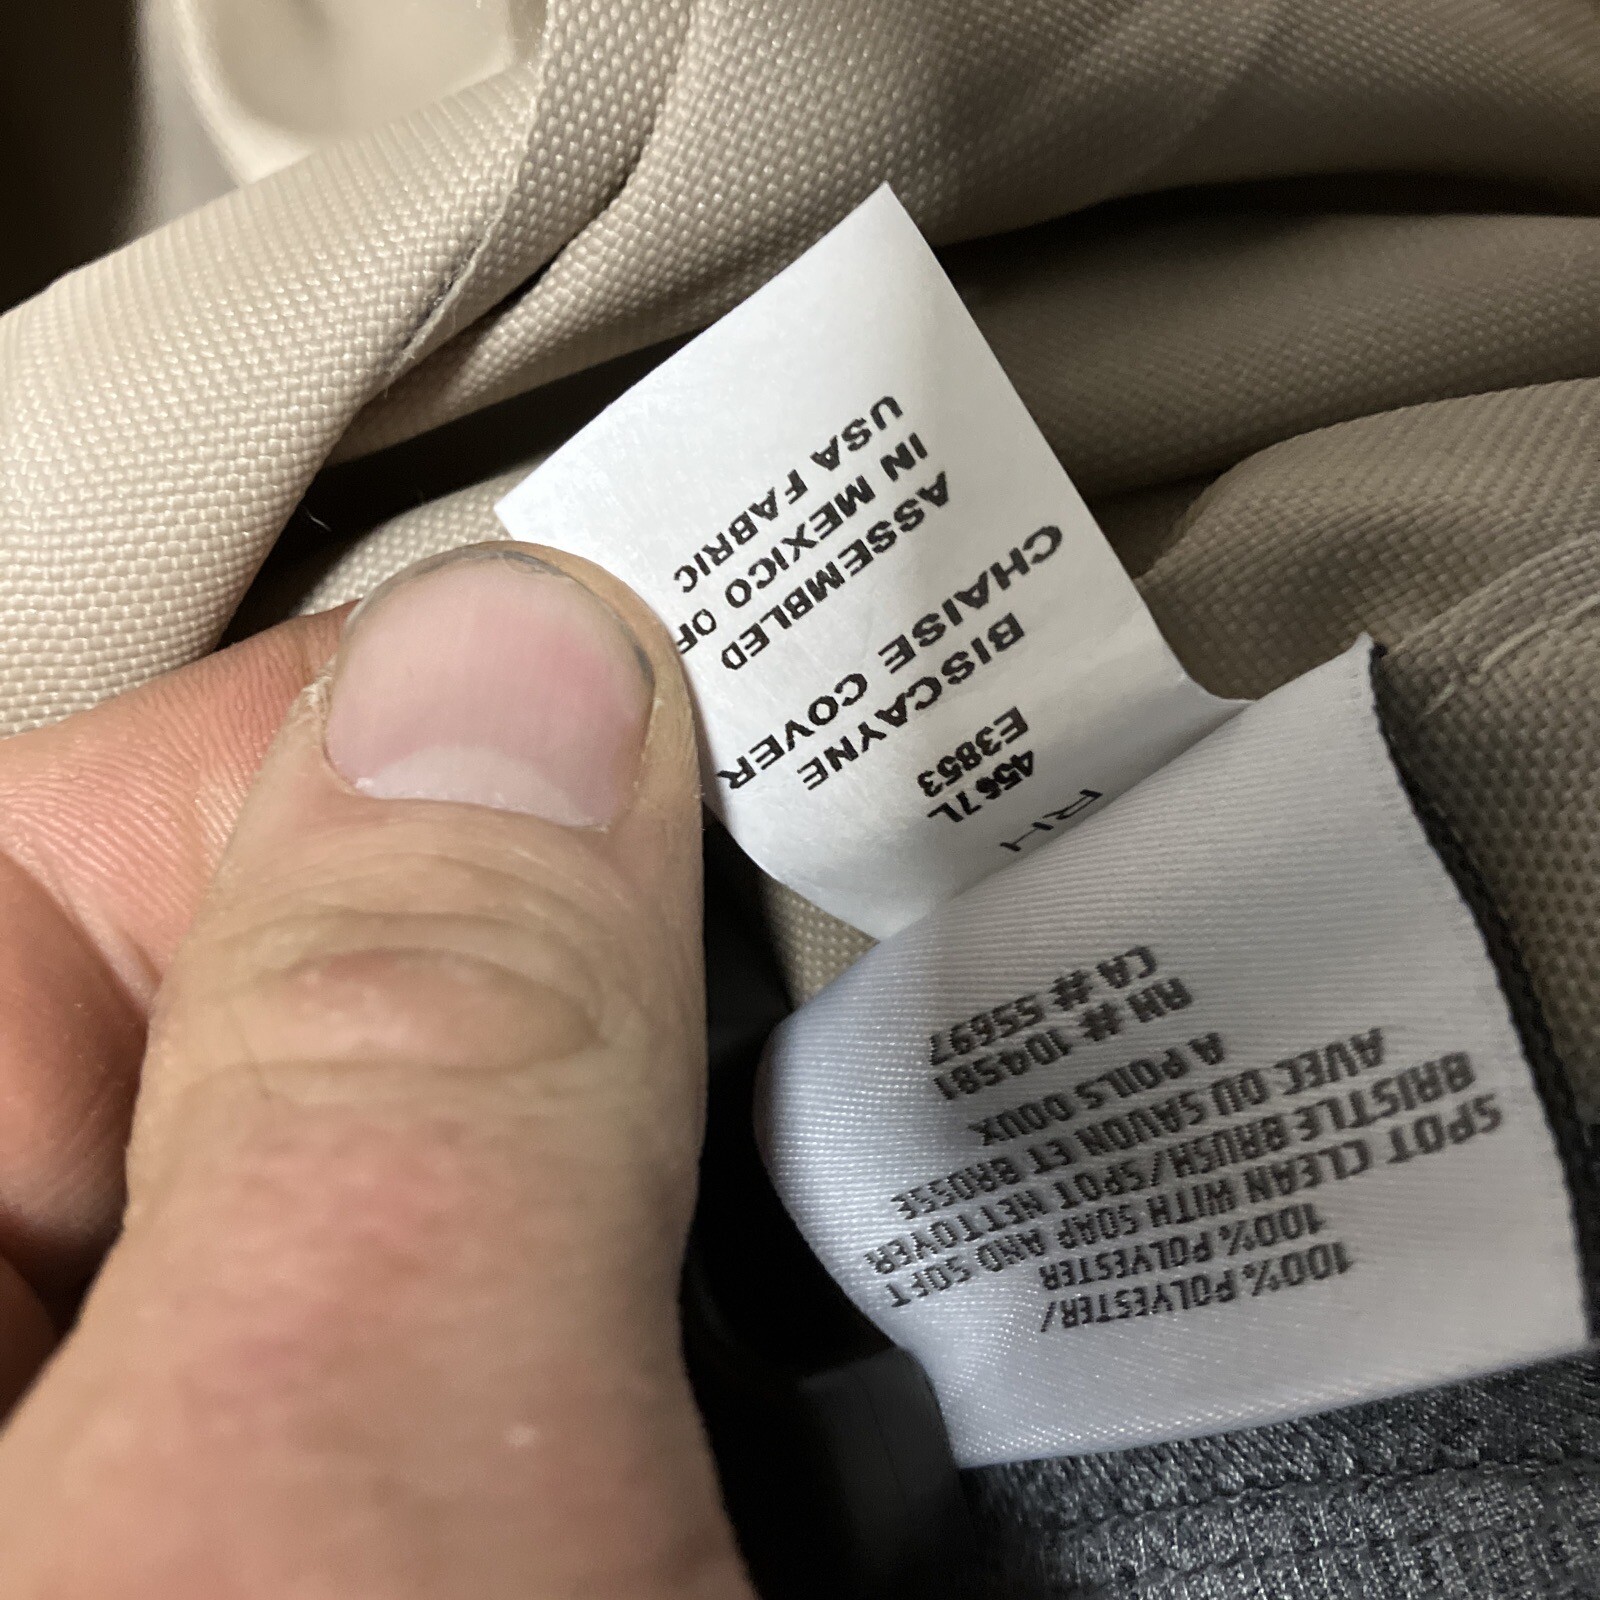 RH
4567L
E3853
BISCAYNE
CHAISE COVER
ASSEMBLED
IN MEXICO OF
USA FABRIC
100% POLYESTER/
100% POLYESTER
SPOT CLEAN WITH SOAP AND SOFT
BRISTLE BRUSH/SPOT NETTOYER
AVEC DU SAVON ET BROSSE
A POILS DOUX
RN # 104581
CA # 55697